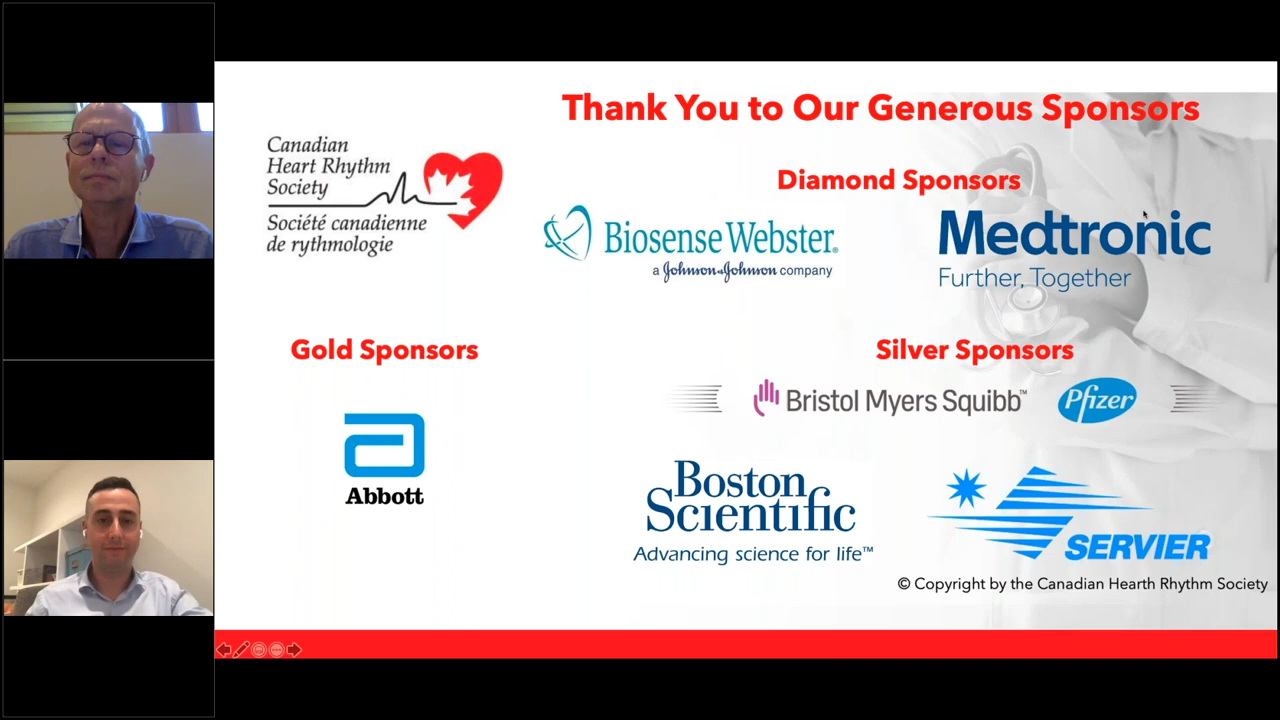 Thank You to Our Generous Sponsors
Canadian
Heart Rhythm
Society
Société canadienne
de rythmologie
Diamond Sponsors
Biosense Webster®
a Johnson & Johnson company
Medtronic
Further, Together
Gold Sponsors
Abbott
Silver Sponsors
Bristol Myers Squibb™
Pfizer
Boston
Scientific
Advancing science for life™
SERVIER
© Copyright by the Canadian Hearth Rhythm Society